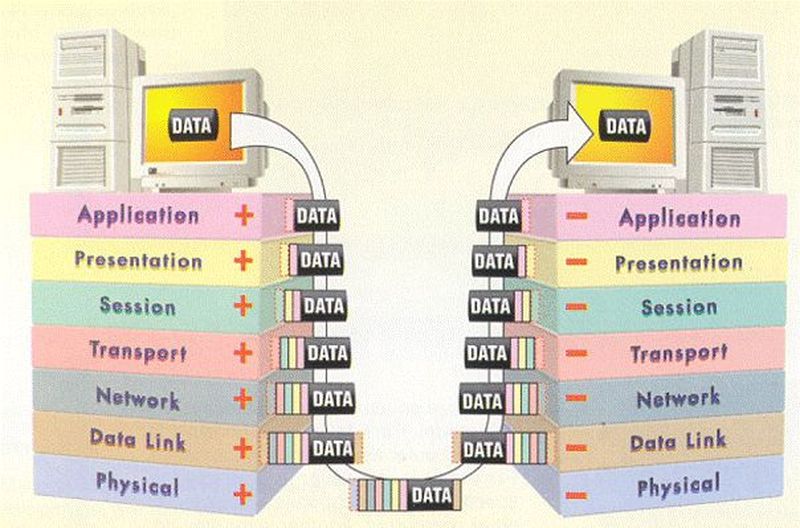 DATA
DATA
Application + DATA
DATA - Application
Presentation + DATA
DATA - Presentation
Session + DATA
DATA - Session
Transport + DATA
DATA - Transport
Network + DATA
DATA - Network
Data Link + DATA
DATA - Data Link
Physical + DATA
- Physical